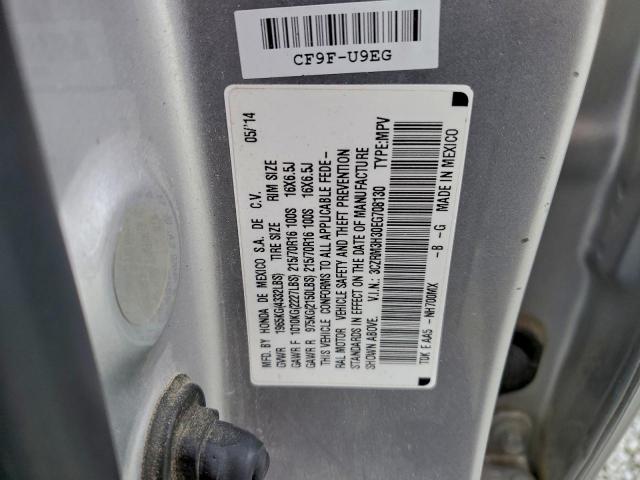 CF9F-U9EG
05/'14
MFD. BY HONDA DE MEXICO S.A. DE C.V.
GVWR 1965KG(4332LBS) TIRE SIZE RIM SIZE
GAWR F 1010KG(2227LBS) 215/70R16 100S 16X6.5J
GAWR R 975KG(2150LBS) 215/70R16 100S 16X6.5J
THIS VEHICLE CONFORMS TO ALL APPLICABLE FEDE-
RAL MOTOR VEHICLE SAFETY AND THEFT PREVENTION
STANDARDS IN EFFECT ON THE DATE OF MANUFACTURE
SHOWN ABOVE. V.I.N.: 3CZRM3H30EG708130 TYPE:MPV
TDK E AA5 - NH700MX -B -G MADE IN MEXICO